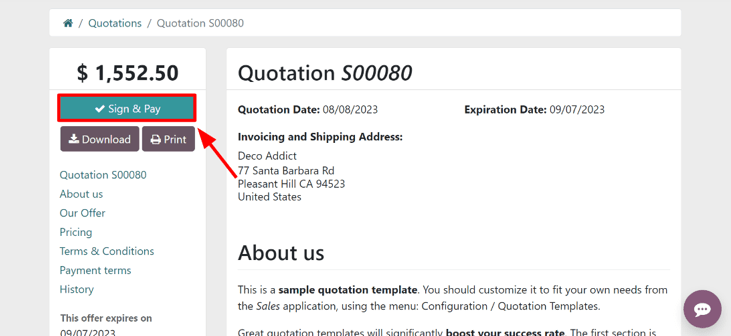 / Quotations / Quotation S00080
$ 1,552.50
Sign & Pay
Download
Print
Quotation S00080
About us
Our Offer
Pricing
Terms & Conditions
Payment terms
History
This offer expires on
09/07/2023
Quotation S00080
Quotation Date: 08/08/2023
Expiration Date: 09/07/2023
Invoicing and Shipping Address:
Deco Addict
77 Santa Barbara Rd
Pleasant Hill CA 94523
United States
About us
This is a sample quotation template. You should customize it to fit your own needs from
the Sales application, using the menu: Configuration / Quotation Templates.
Great quotation templates will significantly boost your success rate. The first section is